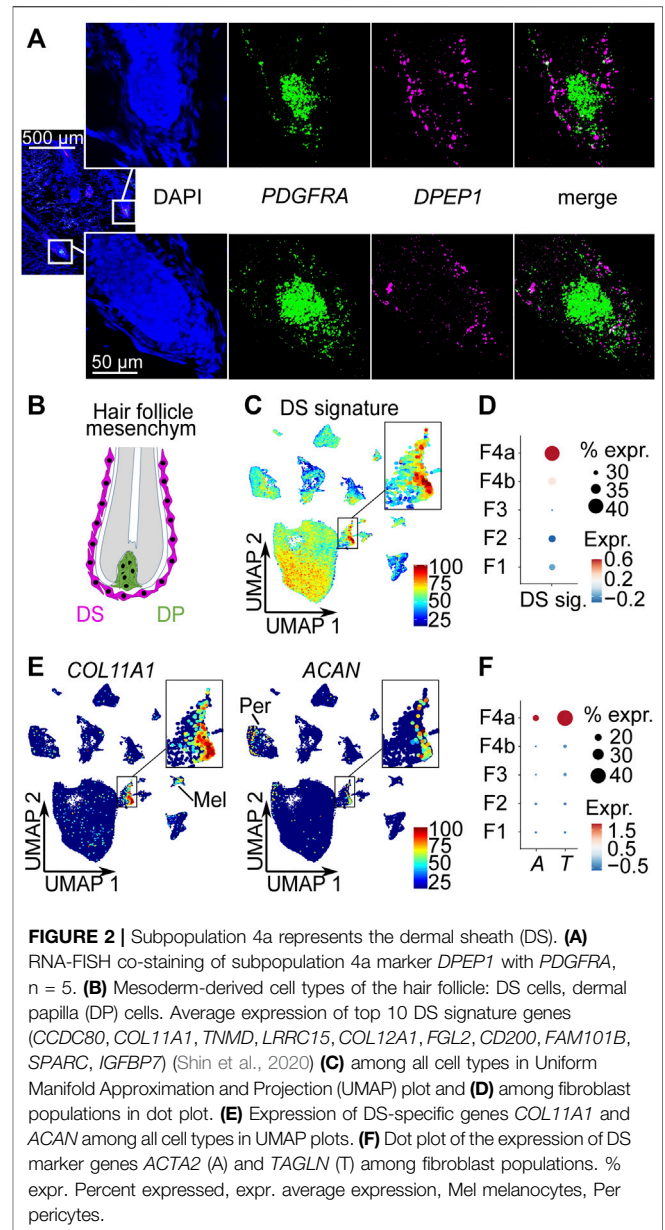 A
500 µm
DAPI
PDGFRA
DPEP1
merge
50 µm
B
Hair follicle
mesenchym
DS
DP
C
DS signature
UMAP 2
UMAP 1
100
75
50
25
D
F4a
F4b
F3
F2
F1
DS sig.
% expr.
30
35
40
Expr.
0.6
0.2
−0.2
E
COL11A1
UMAP 2
UMAP 1
Mel
ACAN
Per
UMAP 2
UMAP 1
100
75
50
25
F
F4a
F4b
F3
F2
F1
A T
% expr.
20
30
40
Expr.
1.5
0.5
−0.5
FIGURE 2 | Subpopulation 4a represents the dermal sheath (DS). (A)
RNA-FISH co-staining of subpopulation 4a marker DPEP1 with PDGFRA,
n = 5. (B) Mesoderm-derived cell types of the hair follicle: DS cells, dermal
papilla (DP) cells. Average expression of top 10 DS signature genes
(CCDC80, COL11A1, TNMD, LRRC15, COL12A1, FGL2, CD200, FAM101B,
SPARC, IGFBP7) (Shin et al., 2020) (C) among all cell types in Uniform
Manifold Approximation and Projection (UMAP) plot and (D) among fibroblast
populations in dot plot. (E) Expression of DS-specific genes COL11A1 and
ACAN among all cell types in UMAP plots. (F) Dot plot of the expression of DS
marker genes ACTA2 (A) and TAGLN (T) among fibroblast populations. %
expr. Percent expressed, expr. average expression, Mel melanocytes, Per
pericytes.